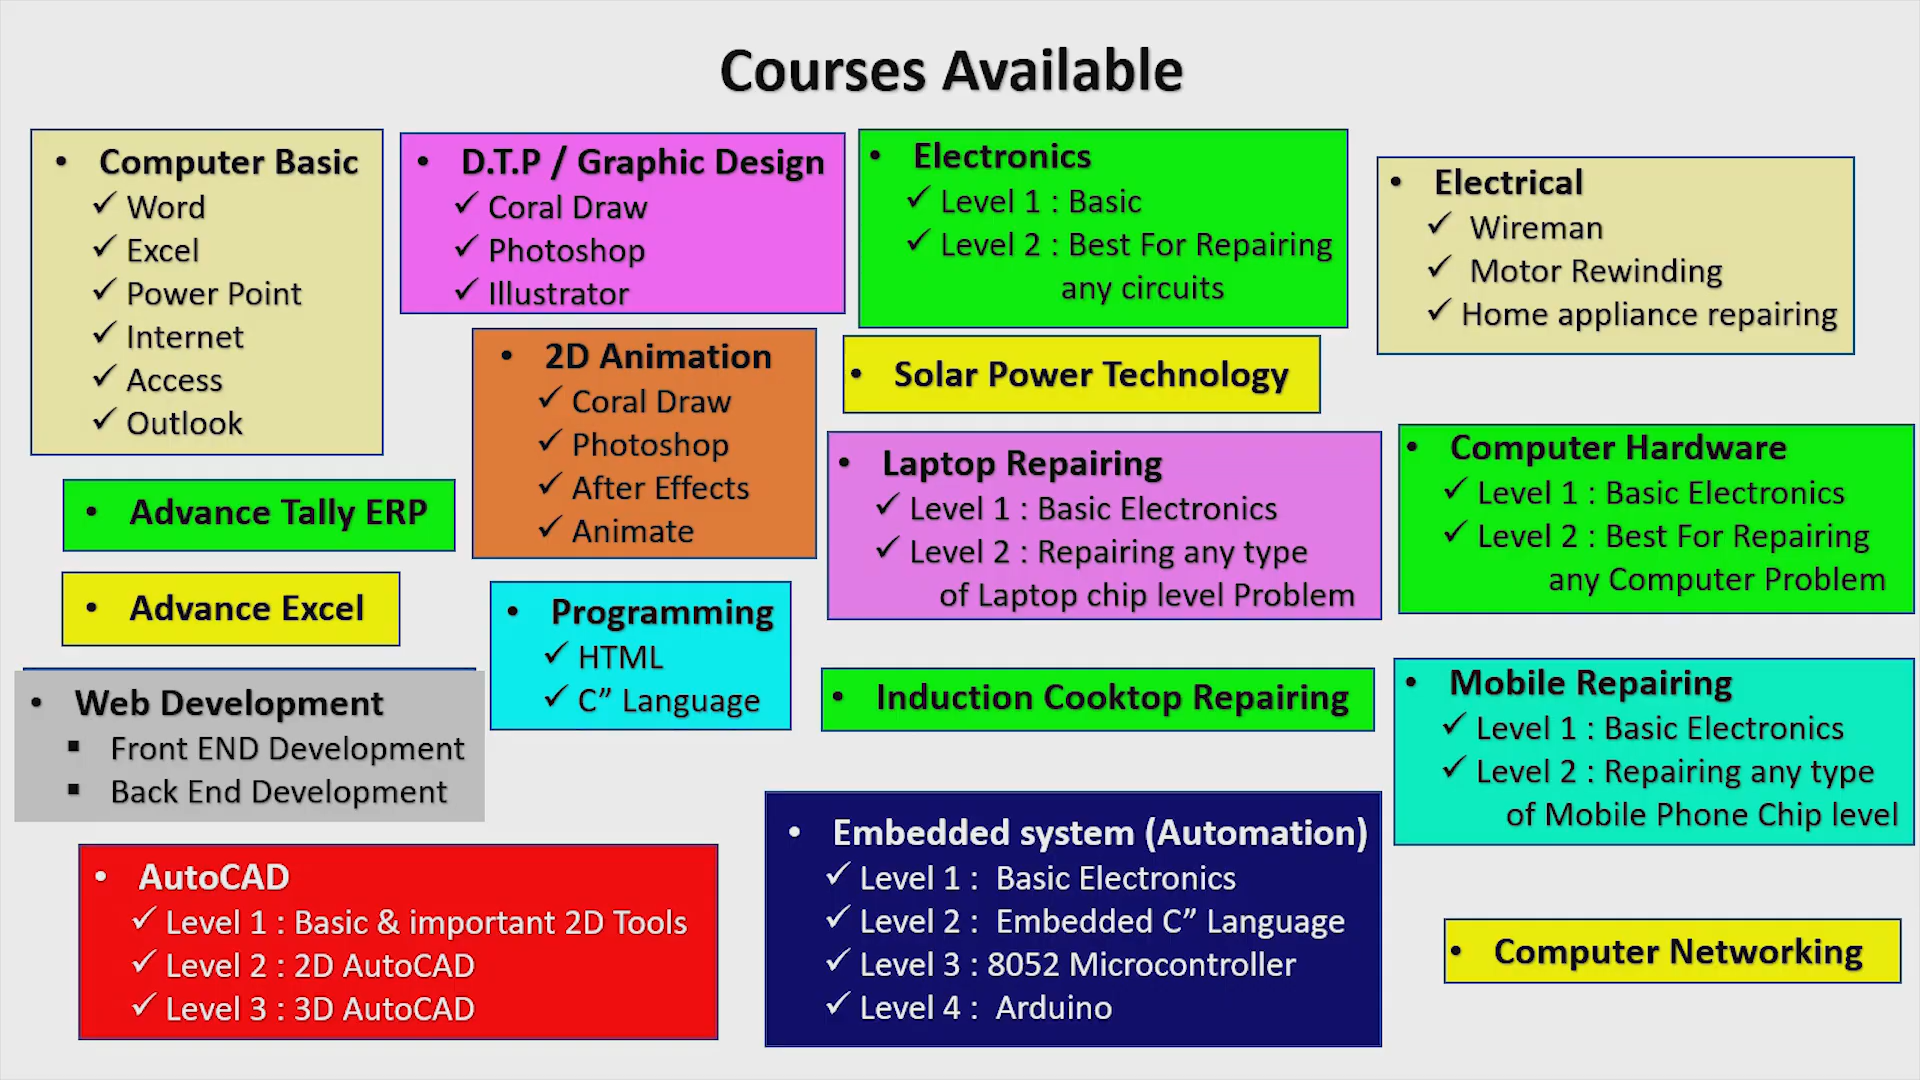 Courses Available
• Computer Basic
✓ Word
✓ Excel
✓ Power Point
✓ Internet
✓ Access
✓ Outlook
• D.T.P / Graphic Design
✓ Coral Draw
✓ Photoshop
✓ Illustrator
• Electronics
✓ Level 1 : Basic
✓ Level 2 : Best For Repairing
any circuits
• Electrical
✓ Wireman
✓ Motor Rewinding
✓ Home appliance repairing
• 2D Animation
✓ Coral Draw
✓ Photoshop
✓ After Effects
✓ Animate
• Solar Power Technology
• Laptop Repairing
✓ Level 1 : Basic Electronics
✓ Level 2 : Repairing any type
of Laptop chip level Problem
• Computer Hardware
✓ Level 1 : Basic Electronics
✓ Level 2 : Best For Repairing
any Computer Problem
• Advance Tally ERP
• Advance Excel
• Programming
✓ HTML
✓ C” Language
• Induction Cooktop Repairing
• Mobile Repairing
✓ Level 1 : Basic Electronics
✓ Level 2 : Repairing any type
of Mobile Phone Chip level
• Web Development
▪ Front END Development
▪ Back End Development
• AutoCAD
✓ Level 1 : Basic & important 2D Tools
✓ Level 2 : 2D AutoCAD
✓ Level 3 : 3D AutoCAD
• Embedded system (Automation)
✓ Level 1 : Basic Electronics
✓ Level 2 : Embedded C” Language
✓ Level 3 : 8052 Microcontroller
✓ Level 4 : Arduino
• Computer Networking